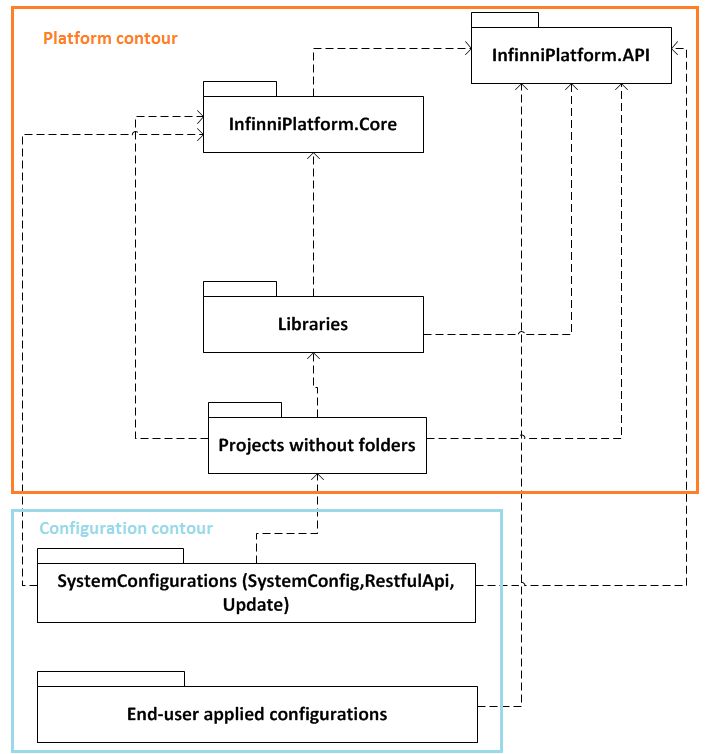 Platform contour
InfinniPlatform.API
InfinniPlatform.Core
Libraries
Projects without folders
Configuration contour
SystemConfigurations (SystemConfig,RestfulApi,
Update)
End-user applied configurations